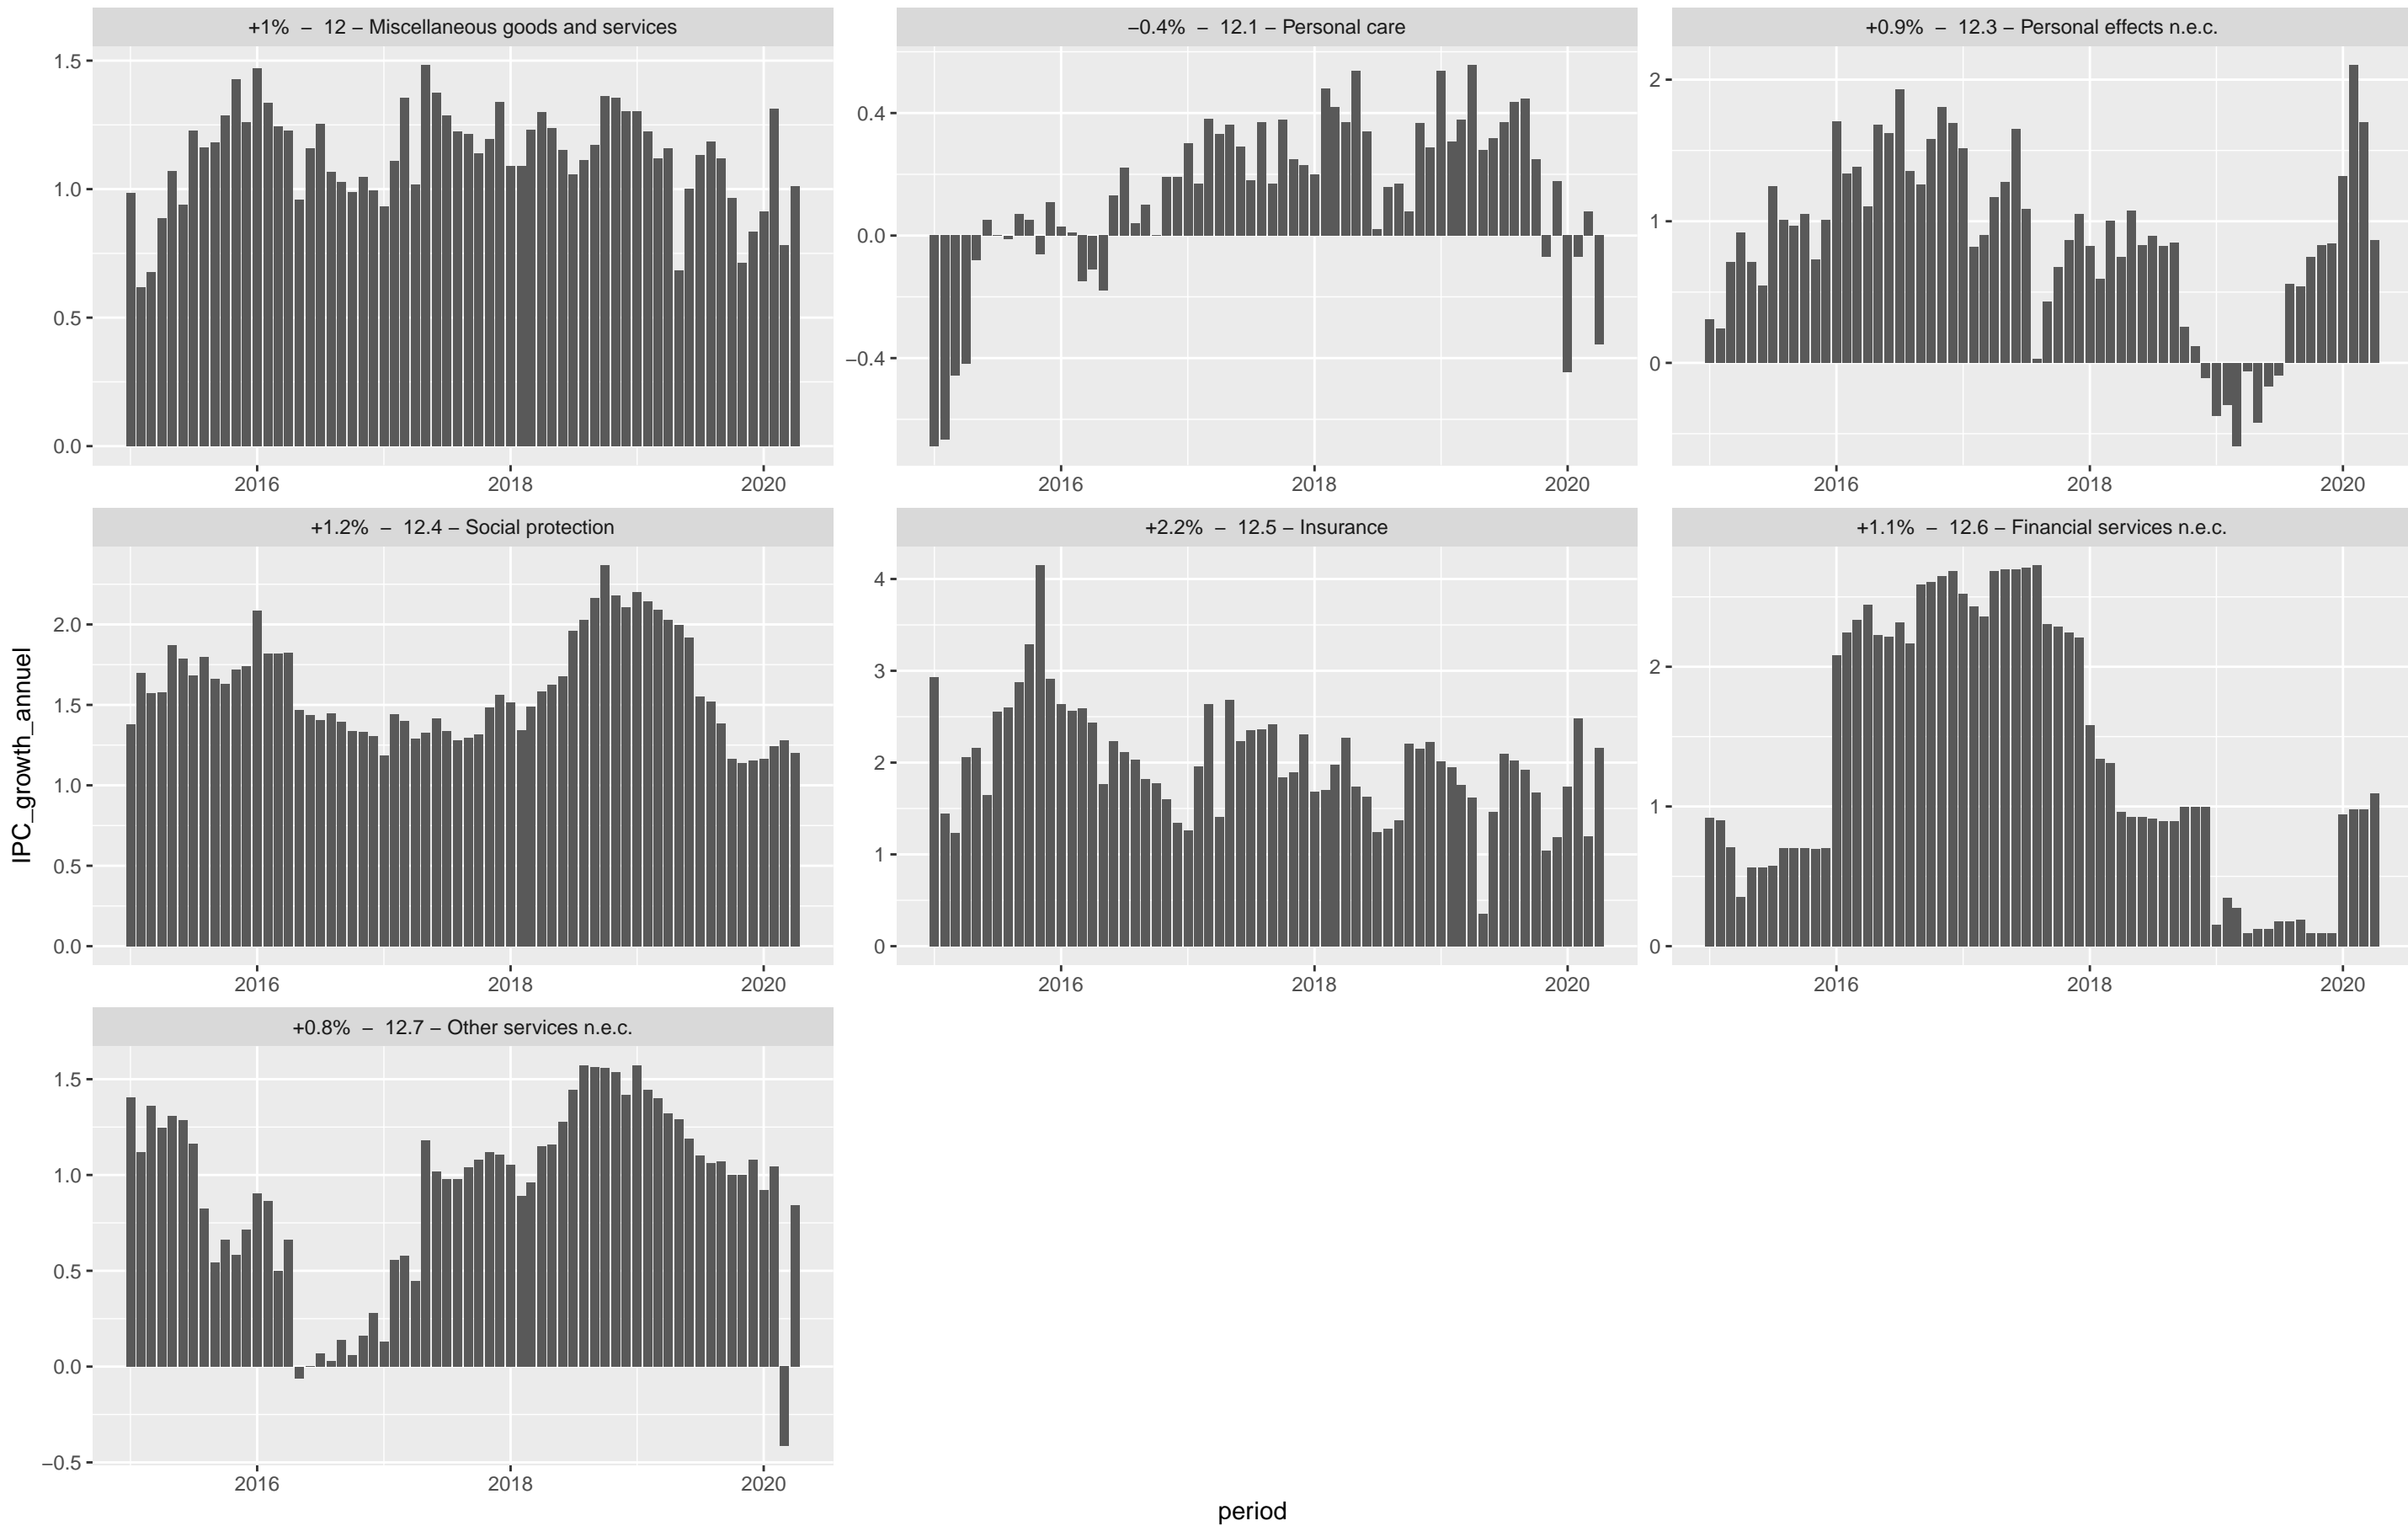 +1% – 12 – Miscellaneous goods and services
1.5
1.0
0.5
0.0
2016 2018 2020
−0.4% – 12.1 – Personal care
0.4
0.0
−0.4
2016 2018 2020
+0.9% – 12.3 – Personal effects n.e.c.
2
1
0
2016 2018 2020
+1.2% – 12.4 – Social protection
2.0
1.5
1.0
0.5
0.0
2016 2018 2020
+2.2% – 12.5 – Insurance
4
3
2
1
0
2016 2018 2020
+1.1% – 12.6 – Financial services n.e.c.
2
1
0
2016 2018 2020
+0.8% – 12.7 – Other services n.e.c.
1.5
1.0
0.5
0.0
−0.5
2016 2018 2020
IPC_growth_annuel
period